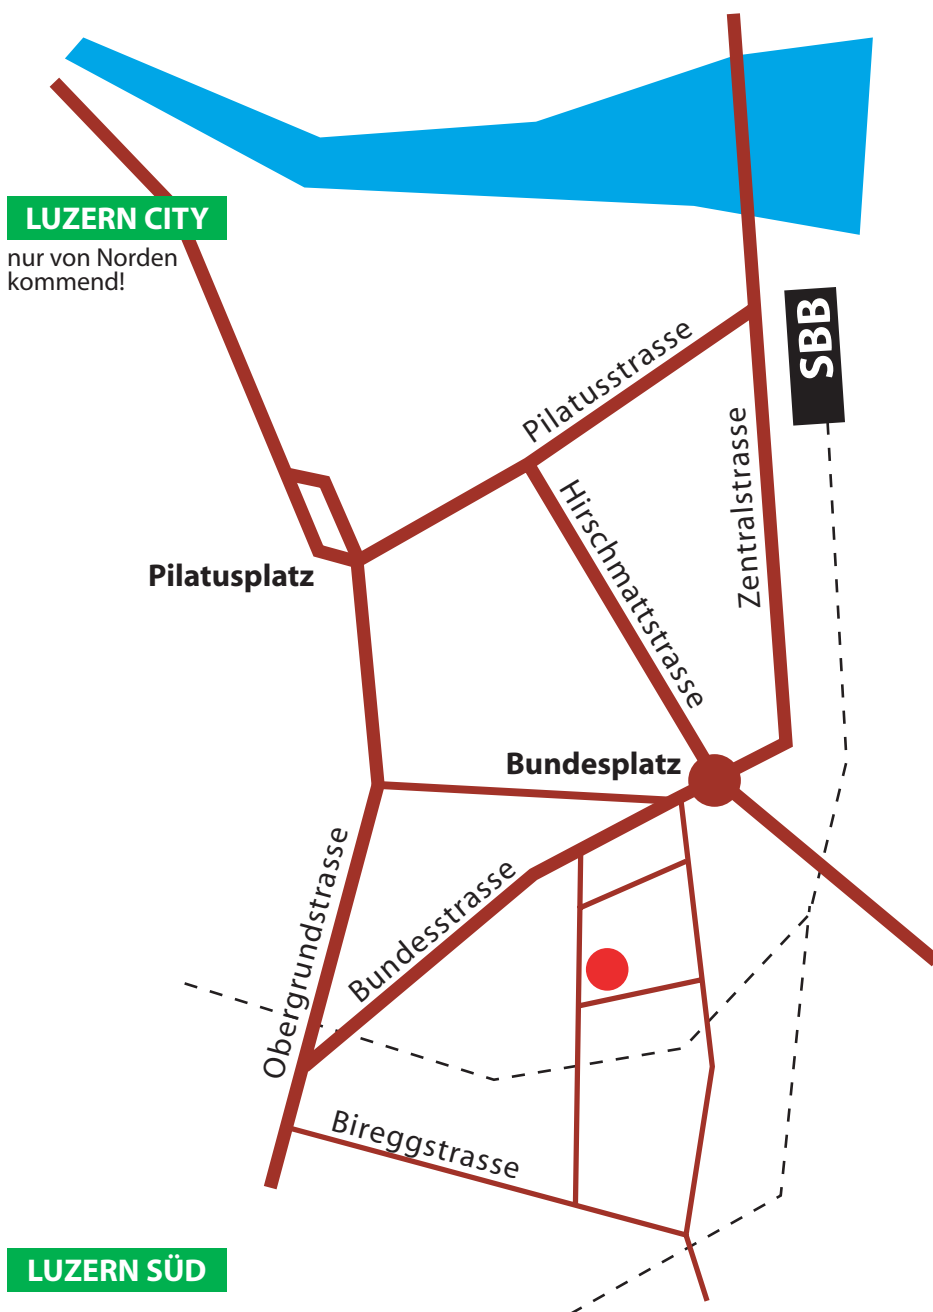 LUZERN CITY
nur von Norden
kommend!
SBB
Pilatusstrasse
Zentralstrasse
Hirschmattstrasse
Pilatusplatz
Bundesplatz
Obergrundstrasse
Bundesstrasse
Bireggstrasse
LUZERN SÜD